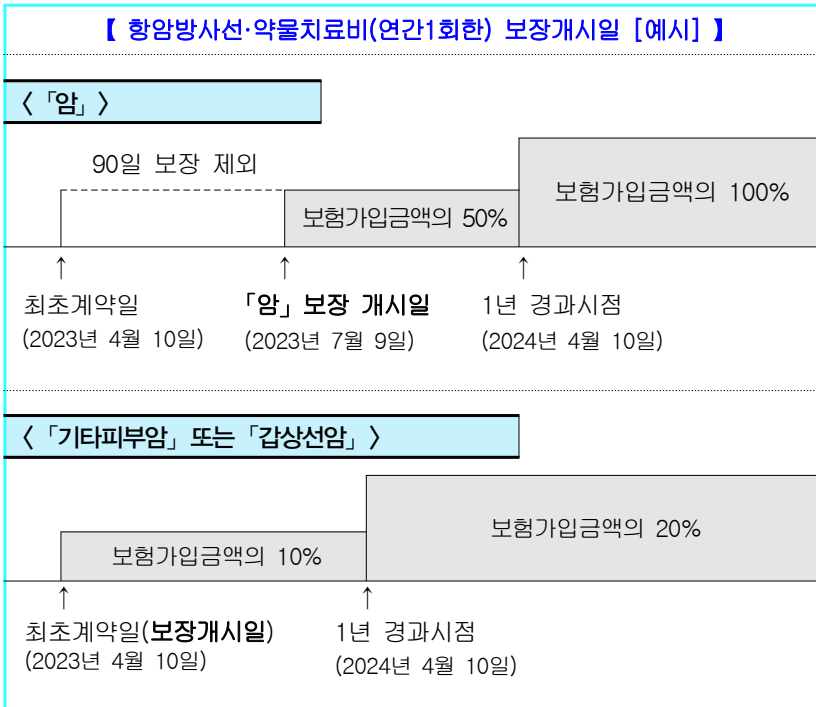 【 항암방사선·약물치료비(연간1회한) 보장개시일 [예시] 】
〈 「암」 〉
90일 보장 제외
보험가입금액의 50%
보험가입금액의 100%
↑ ↑ ↑
최초계약일 「암」 보장 개시일 1년 경과시점
(2023년 4월 10일) (2023년 7월 9일) (2024년 4월 10일)
〈 「기타피부암」 또는 「갑상선암」 〉
보험가입금액의 10%
보험가입금액의 20%
↑ ↑
최초계약일(보장개시일) 1년 경과시점
(2023년 4월 10일) (2024년 4월 10일)